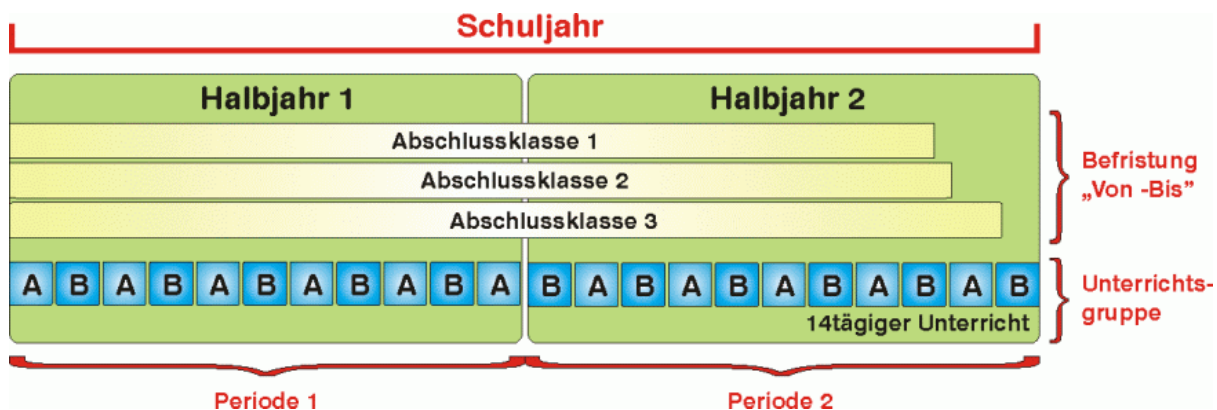 Schuljahr
Halbjahr 1 Halbjahr 2
Abschlussklasse 1
Abschlussklasse 2
Abschlussklasse 3
Befristung
„Von -Bis”
A B A B A B A B A B A B A B A B A B A B A B
Unterrichts-
gruppe
14tägiger Unterricht
Periode 1 Periode 2